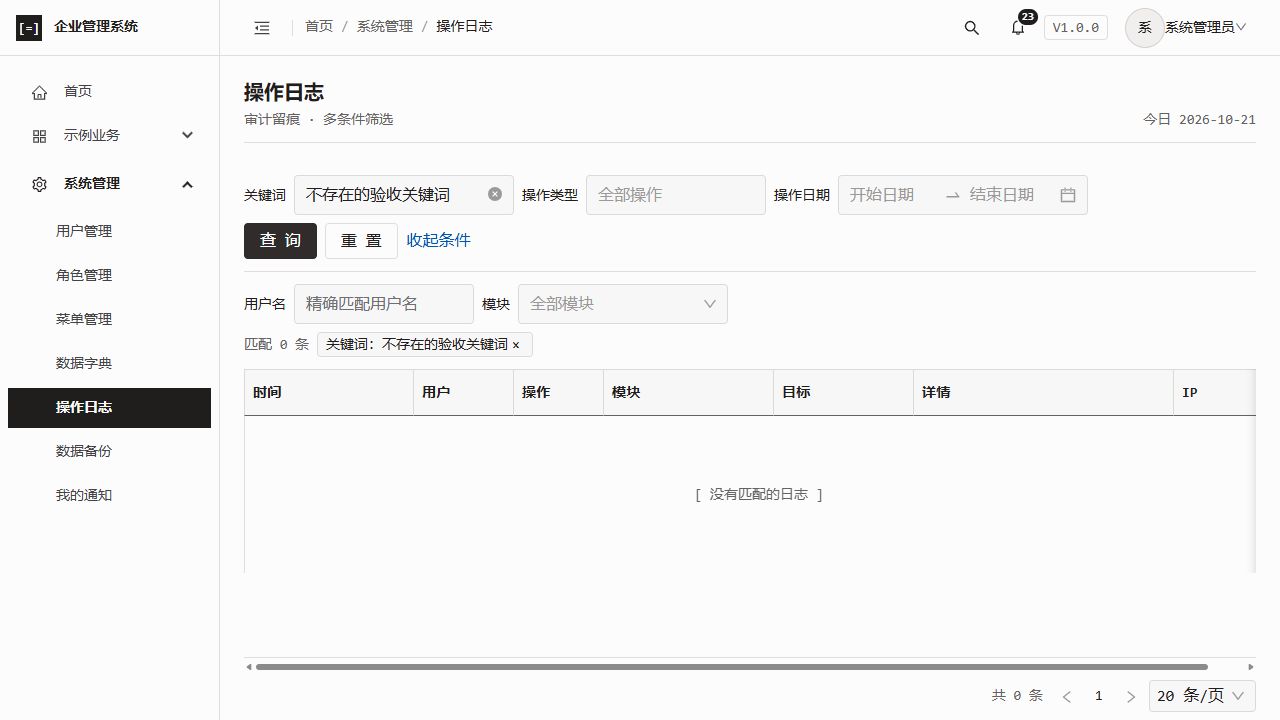 [=] 企业管理系统
首页 / 系统管理 / 操作日志
23
V1.0.0
系 系统管理员
首页
示例业务
系统管理
用户管理
角色管理
菜单管理
数据字典
操作日志
数据备份
我的通知
操作日志
审计留痕 · 多条件筛选
今日 2026-10-21
关键词 不存在的验收关键词 操作类型 全部操作 操作日期 开始日期 → 结束日期
查 询 重 置 收起条件
用户名 精确匹配用户名 模块 全部模块
匹配 0 条 关键词: 不存在的验收关键词 ×
时间 用户 操作 模块 目标 详情 IP
[ 没有匹配的日志 ]
共 0 条 < 1 > 20 条/页